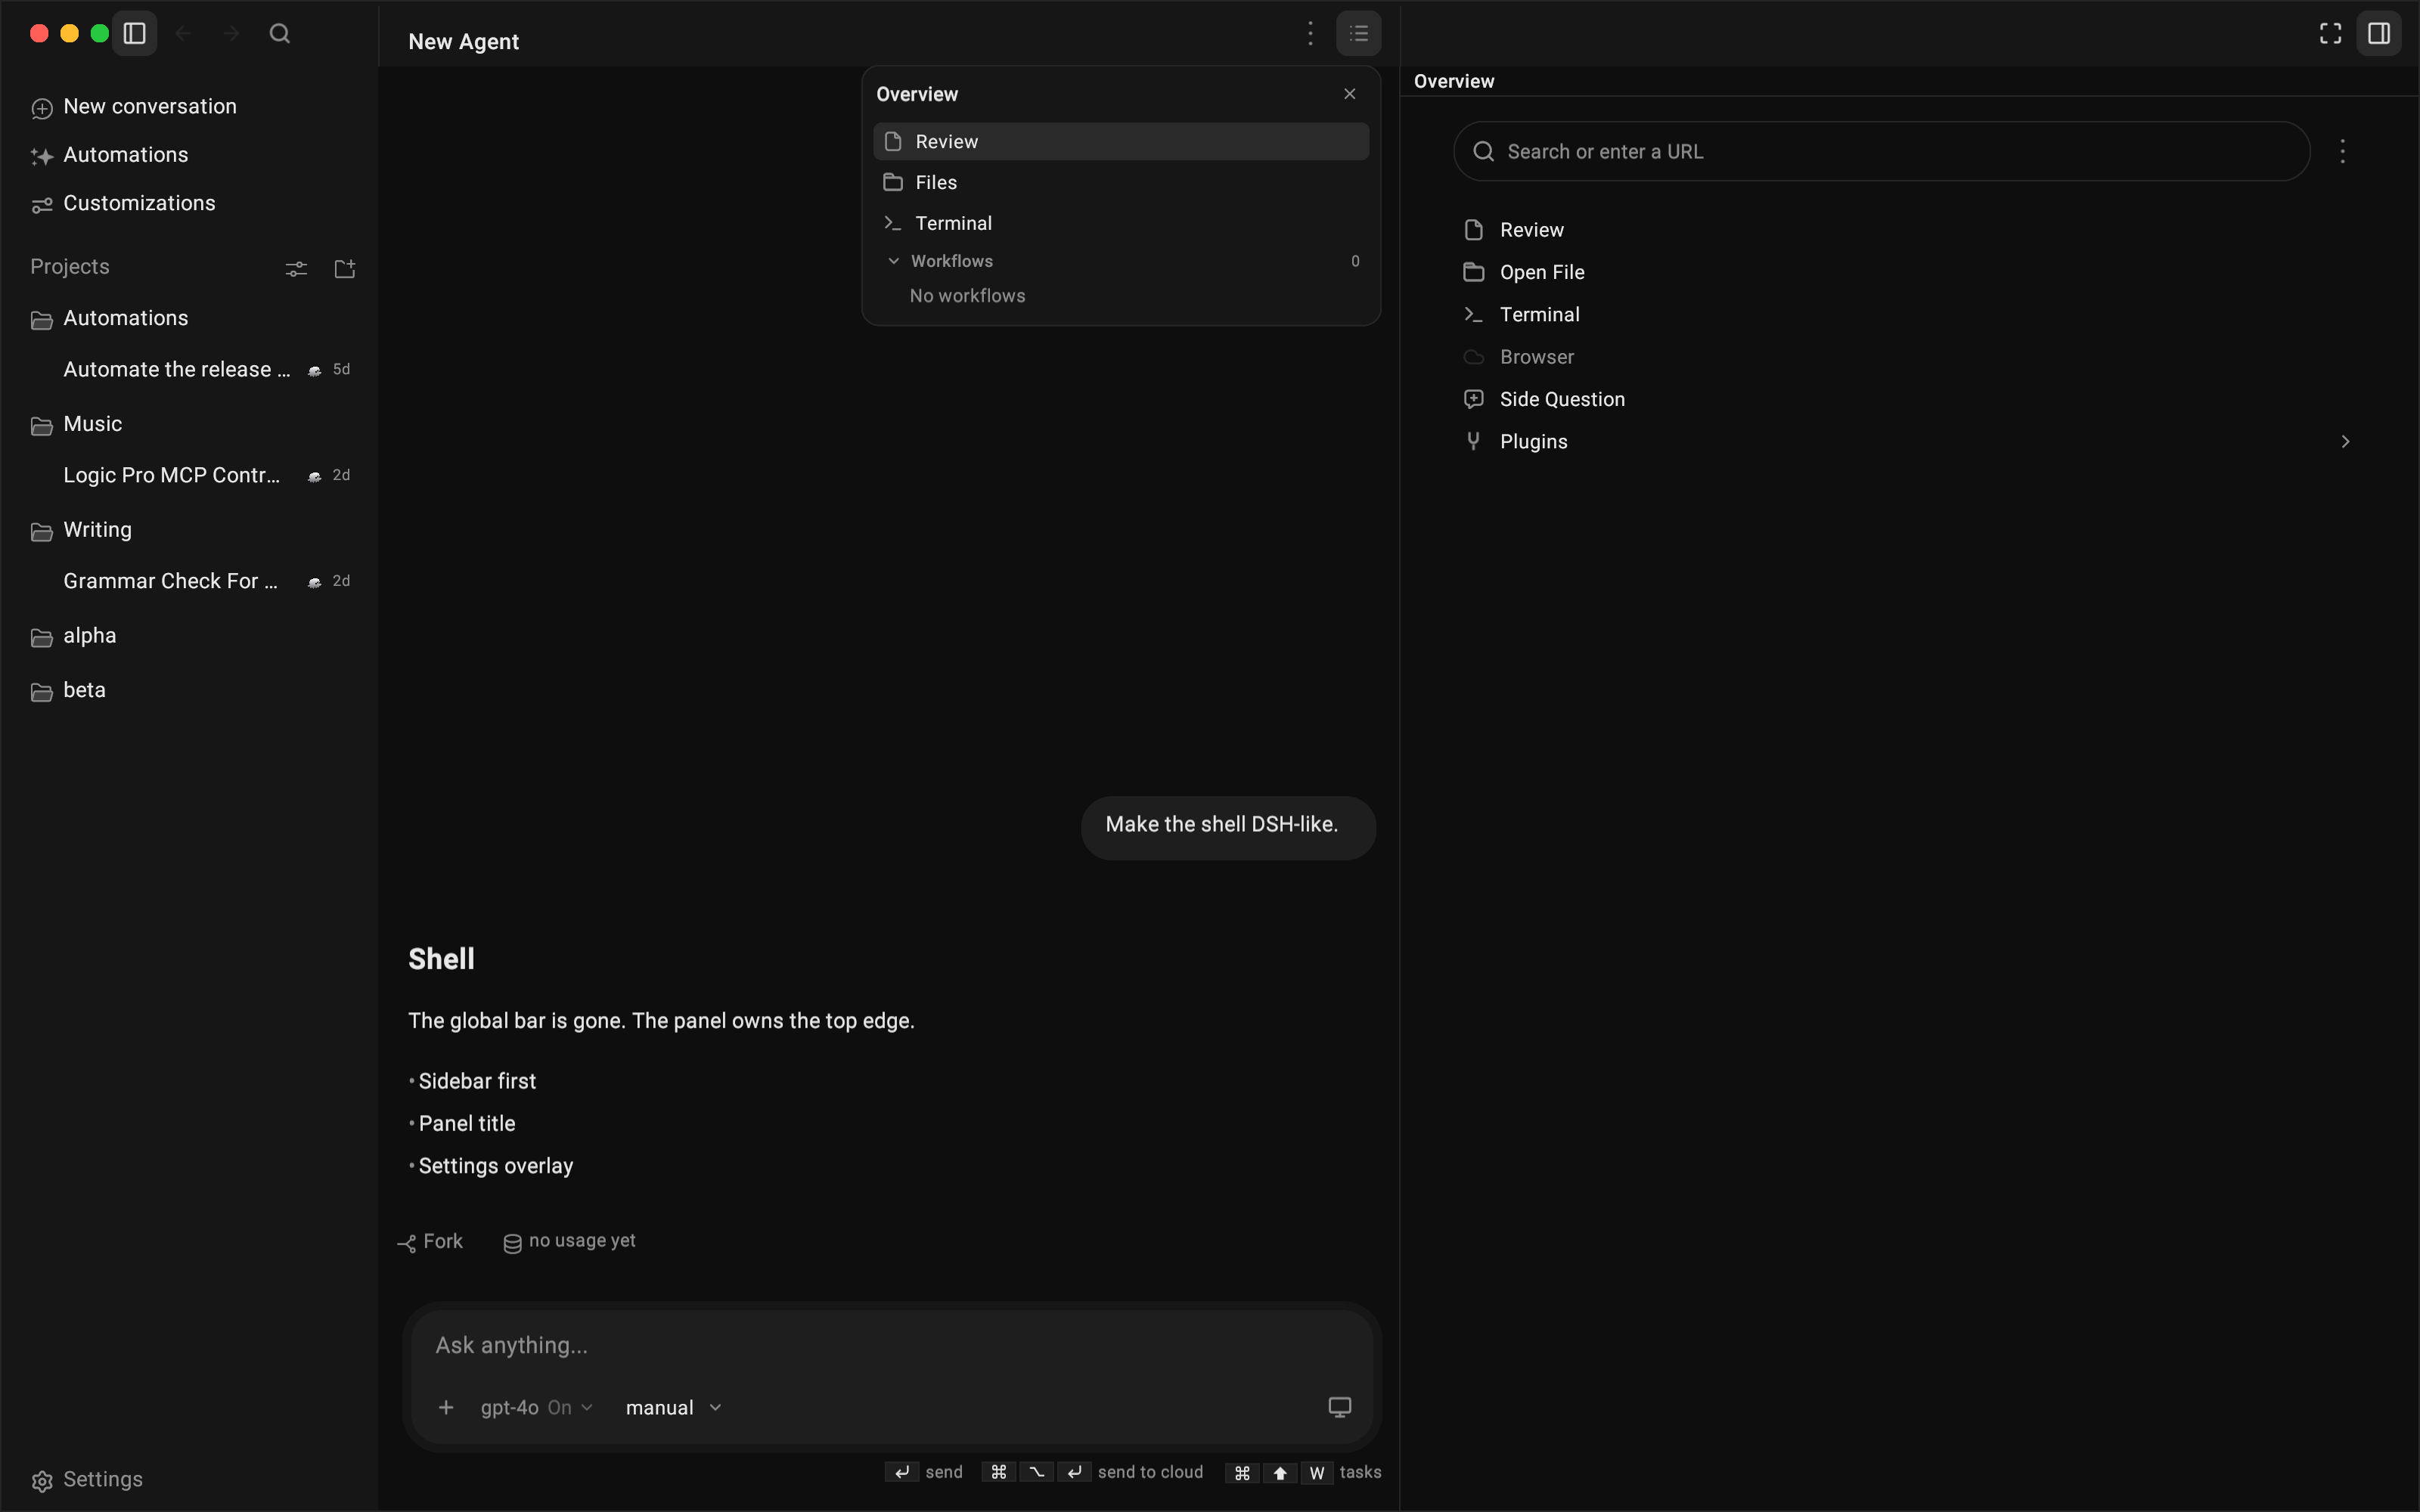 New Agent
New conversation
Automations
Customizations
Projects
Automations
Automate the release ... 5d
Music
Logic Pro MCP Contr... 2d
Writing
Grammar Check For ... 2d
alpha
beta
Settings
Overview
Review
Files
Terminal
Workflows 0
No workflows
Make the shell DSH-like.
Shell
The global bar is gone. The panel owns the top edge.
• Sidebar first
• Panel title
• Settings overlay
Fork no usage yet
Ask anything...
gpt-4o On manual
send ⌘ ⌥ send to cloud ⌘ W tasks
Overview
Search or enter a URL
Review
Open File
Terminal
Browser
Side Question
Plugins